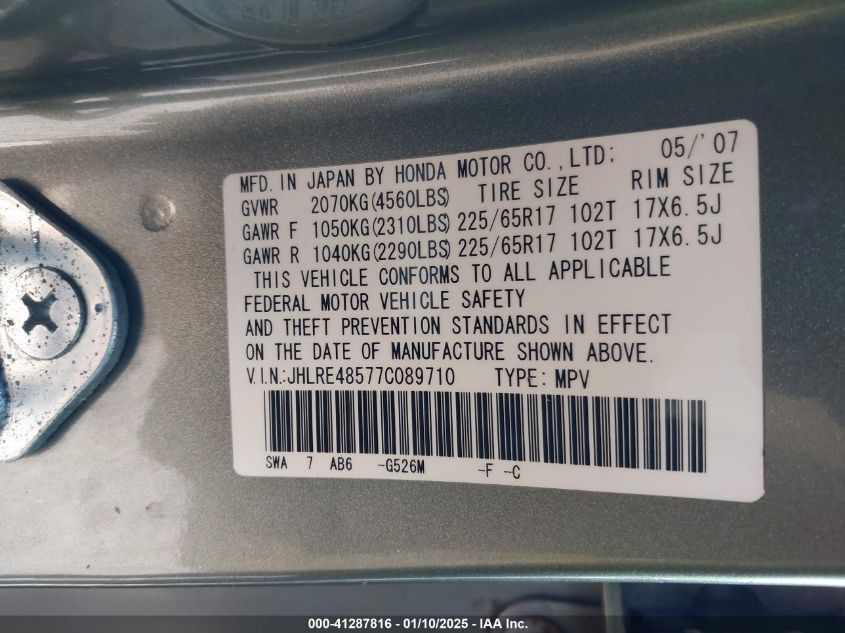 MFD. IN JAPAN BY HONDA MOTOR CO.,LTD; 05/'07
GVWR 2070KG(4560LBS) TIRE SIZE RIM SIZE
GAWR F 1050KG(2310LBS) 225/65R17 102T 17X6.5J
GAWR R 1040KG(2290LBS) 225/65R17 102T 17X6.5J
THIS VEHICLE CONFORMS TO ALL APPLICABLE
FEDERAL MOTOR VEHICLE SAFETY
AND THEFT PREVENTION STANDARDS IN EFFECT
ON THE DATE OF MANUFACTURE SHOWN ABOVE.
V.I.N.:JHLRE48577C089710 TYPE: MPV
SWA 7 AB6 -G526M -F -C
000-41287816 - 01/10/2025 - IAA Inc.